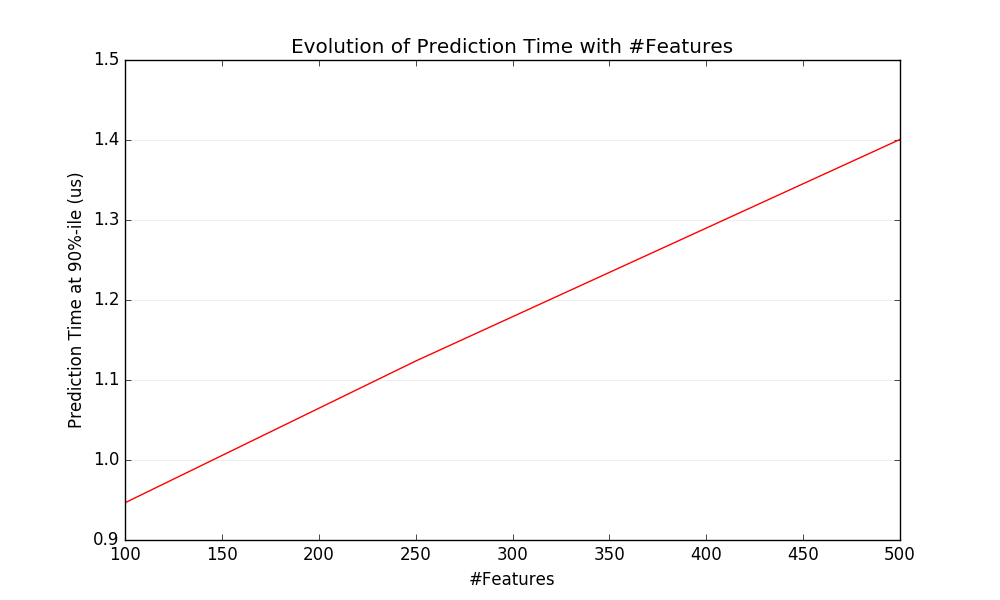 Evolution of Prediction Time with #Features
Prediction Time at 90%-ile (us)
1.5
1.4
1.3
1.2
1.1
1.0
0.9
100 150 200 250 300 350 400 450 500
#Features